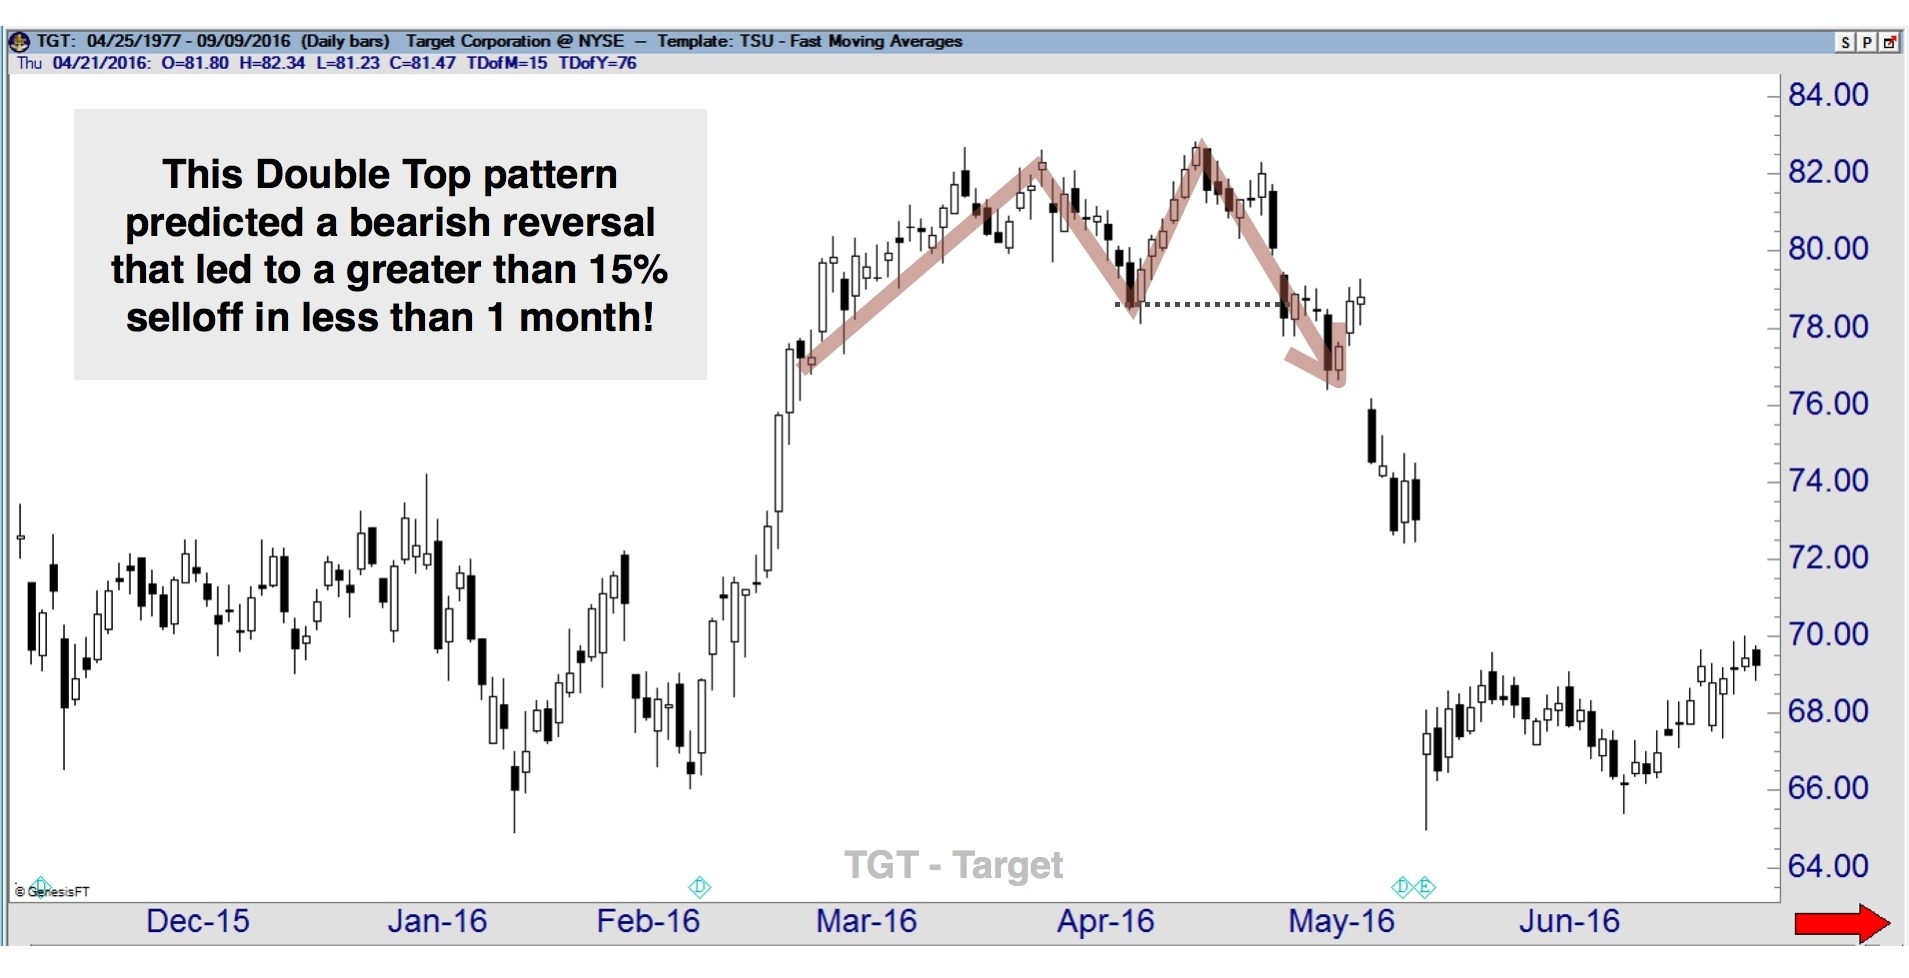 TGT: 04/25/1977 - 09/09/2016 (Daily bars) Target Corporation @ NYSE — Template: TSU - Fast Moving Averages
S P
Thu 04/21/2016: O=81.80 H=82.34 L=81.23 C=81.47 TDofM=15 TDofY=76
This Double Top pattern
predicted a bearish reversal
that led to a greater than 15%
selloff in less than 1 month!
84.00
82.00
80.00
78.00
76.00
74.00
72.00
70.00
68.00
66.00
64.00
TGT - Target
D
D
D
E
© GenesisFT
Dec-15
Jan-16
Feb-16
Mar-16
Apr-16
May-16
Jun-16